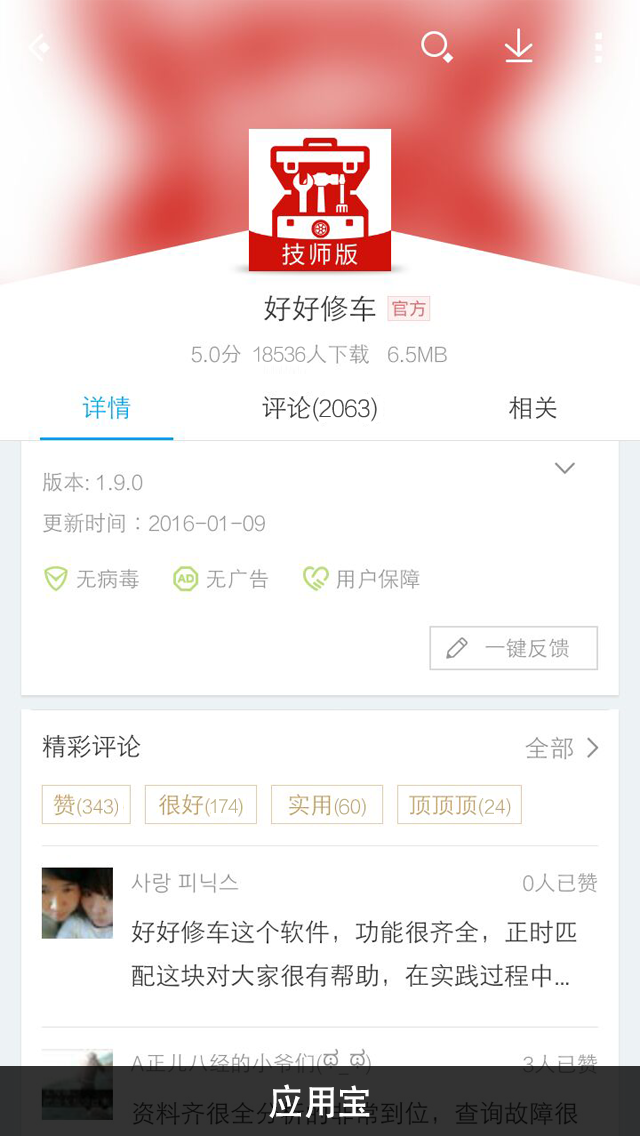 技师版
好好修车 官方
5.0分 18536人下载 6.5MB
详情 评论(2063) 相关
版本: 1.9.0
更新时间：2016-01-09
无病毒 AD 无广告 用户保障
一键反馈
精彩评论 全部
赞(343) 很好(174) 实用(60) 顶顶顶(24)
사랑 피닉스 0人已赞
好好修车这个软件，功能很齐全，正时匹
配这块对大家很有帮助，在实践过程中...
A正儿八经的小爷们(ಠ_ಠ) 3人已赞
资料齐很全分析的非常到位，查询故障很
应用宝